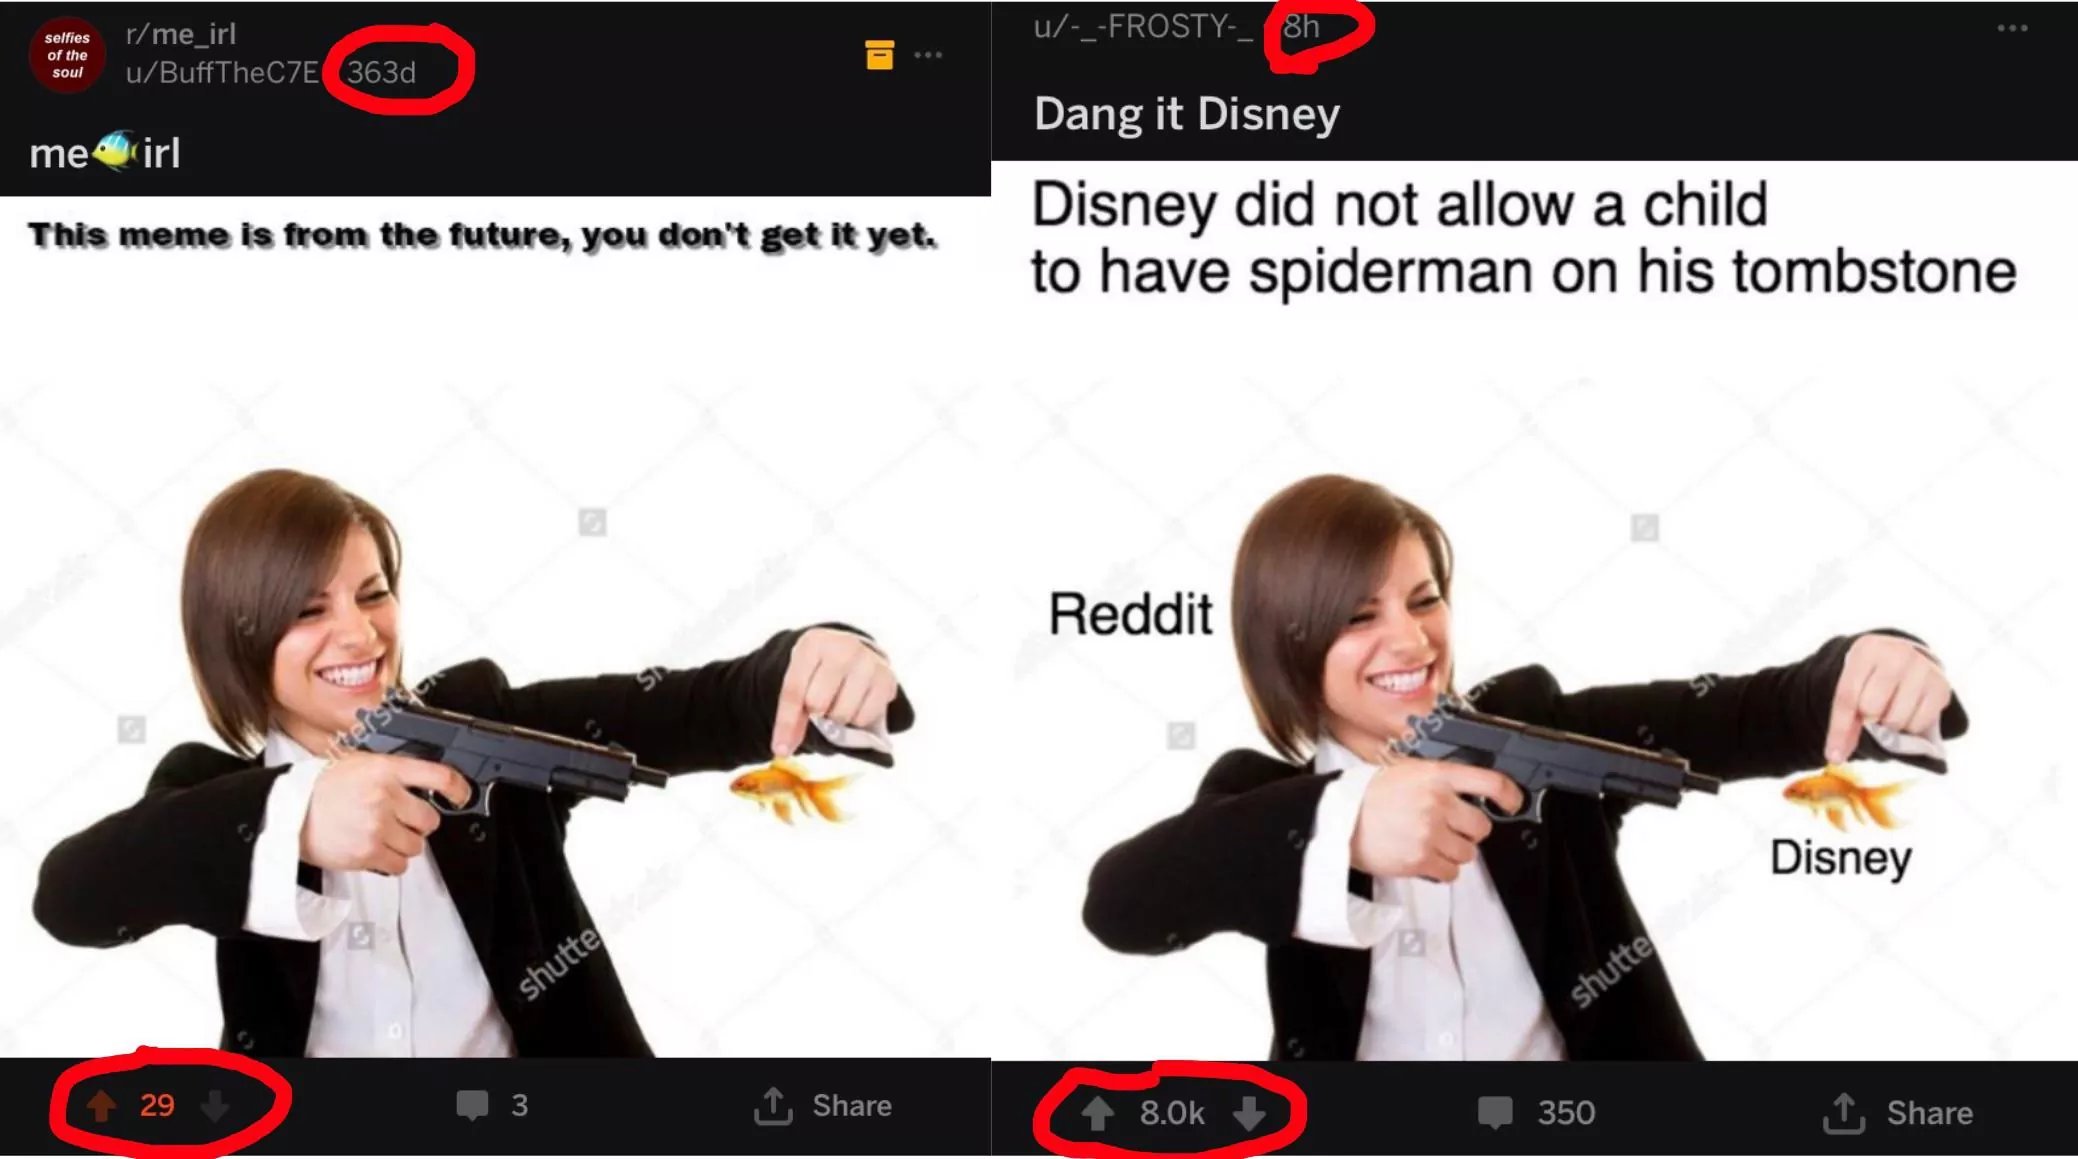 selfies
of the
soul
r/me_irl
u/BuffTheC7E 363d
me🐠irl
This meme is from the future, you don't get it yet.
shutterstock
shutte
29
3
Share
u/-_-FROSTY-_ 8h
Dang it Disney
Disney did not allow a child
to have spiderman on his tombstone
Reddit
Disney
shutte
8.0k
350
Share